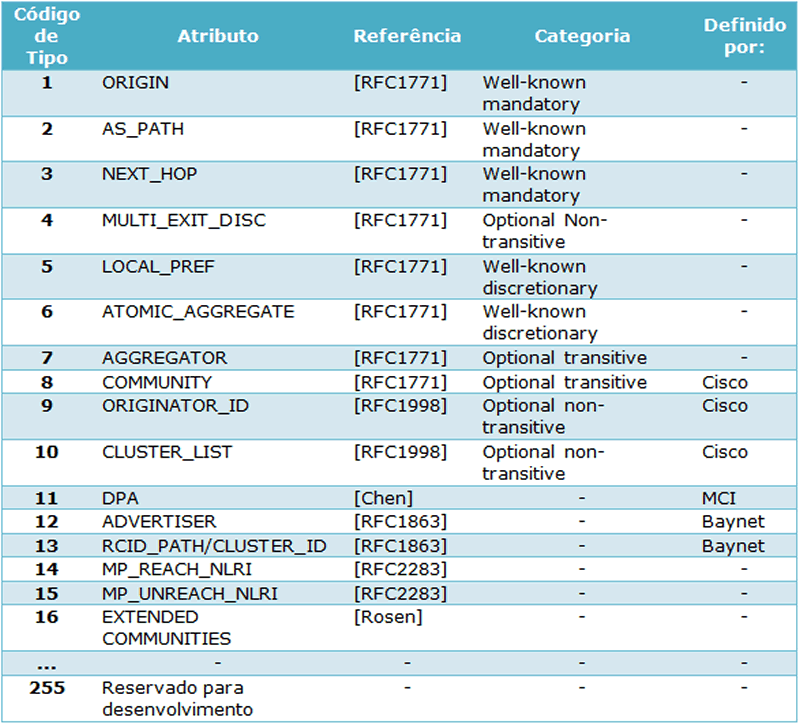 Código de Tipo Atributo Referência Categoria Definido por:
1 ORIGIN [RFC1771] Well-known mandatory -
2 AS_PATH [RFC1771] Well-known mandatory -
3 NEXT_HOP [RFC1771] Well-known mandatory -
4 MULTI_EXIT_DISC [RFC1771] Optional Non-transitive -
5 LOCAL_PREF [RFC1771] Well-known discretionary -
6 ATOMIC_AGGREGATE [RFC1771] Well-known discretionary -
7 AGGREGATOR [RFC1771] Optional transitive -
8 COMMUNITY [RFC1771] Optional transitive Cisco
9 ORIGINATOR_ID [RFC1998] Optional non-transitive Cisco
10 CLUSTER_LIST [RFC1998] Optional non-transitive Cisco
11 DPA [Chen] - MCI
12 ADVERTISER [RFC1863] - Baynet
13 RCID_PATH/CLUSTER_ID [RFC1863] - Baynet
14 MP_REACH_NLRI [RFC2283] - -
15 MP_UNREACH_NLRI [RFC2283] - -
16 EXTENDED COMMUNITIES [Rosen] - -
... - - - -
255 Reservado para desenvolvimento - - -